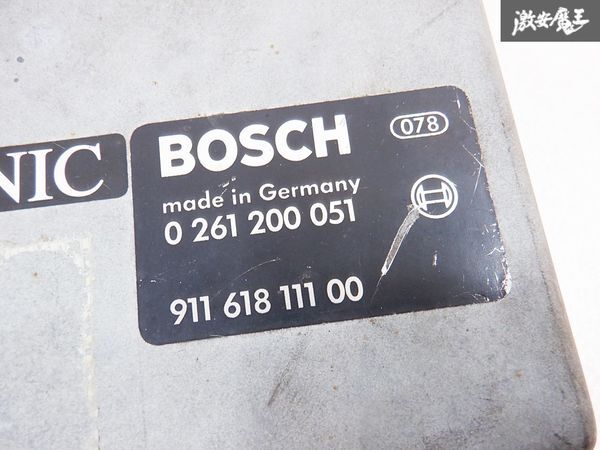 激安魔王
NIC
BOSCH
078
made in Germany
0 261 200 051
911 618 111 00